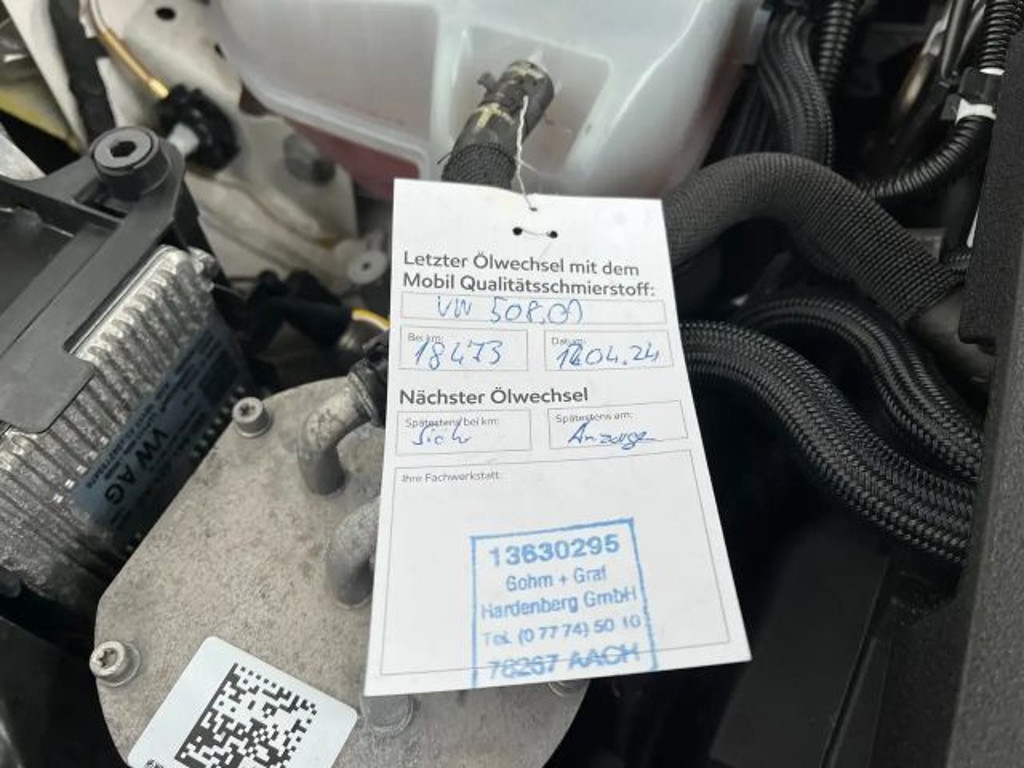 Letzter Ölwechsel mit dem
Mobil Qualitätsschmierstoff:
VW 508.00
Bei km:
18473
Datum:
04.24
Nächster Ölwechsel
Spätestens bei km:
Spätestens am:
Anzeige
Ihre Fachwerkstatt:
13630295
Gohm + Graf
Hardenberg GmbH
Tel. (0 77 74) 50 10
78267 AACH
VW AG